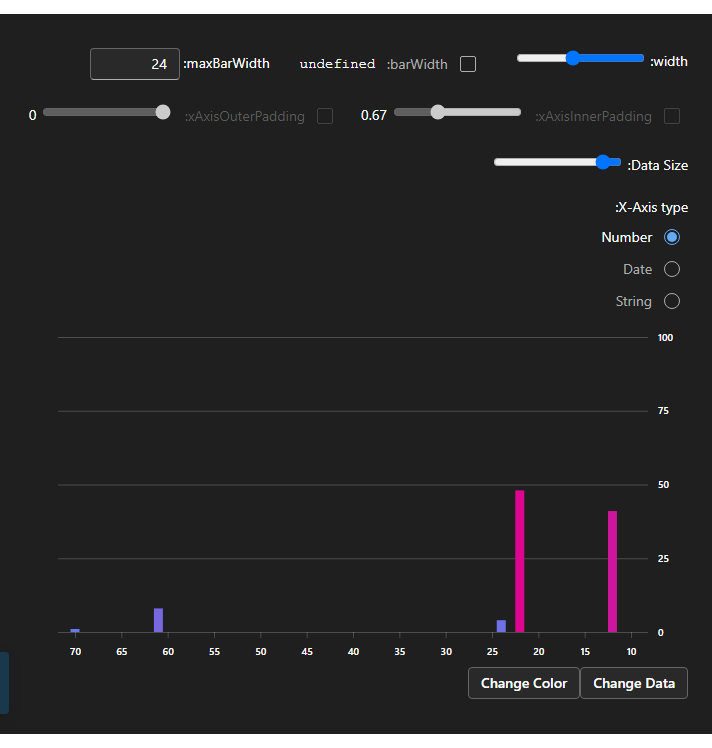 width:
barWidth: undefined
maxBarWidth: 24
xAxisInnerPadding: 0.67
xAxisOuterPadding: 0
Data Size:
X-Axis type:
Number
Date
String
100
75
50
25
0
70 65 60 55 50 45 40 35 30 25 20 15 10
Change Color Change Data